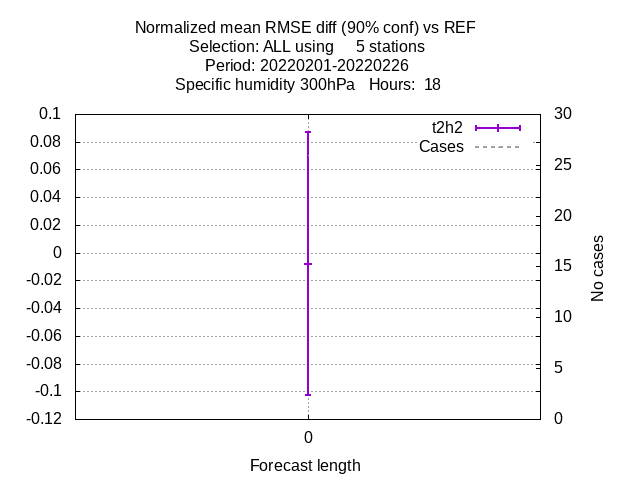 Normalized mean RMSE diff (90% conf) vs REF
Selection: ALL using     5 stations
Period: 20220201-20220226
Specific humidity 300hPa   Hours:  18
t2h2
Cases
0.1
0.08
0.06
0.04
0.02
0
-0.02
-0.04
-0.06
-0.08
-0.1
-0.12
30
25
20
15
10
5
0
No cases
0
Forecast length